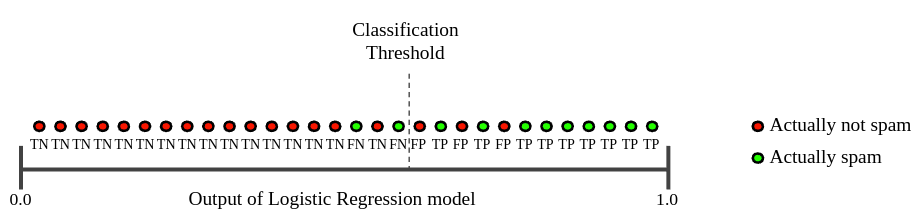 Classification
Threshold
TN TN TN TN TN TN TN TN TN TN TN TN TN TN TN FN TN FN FP TP FP TP FP TP TP TP TP TP TP TP
Actually not spam
Actually spam
0.0 Output of Logistic Regression model 1.0